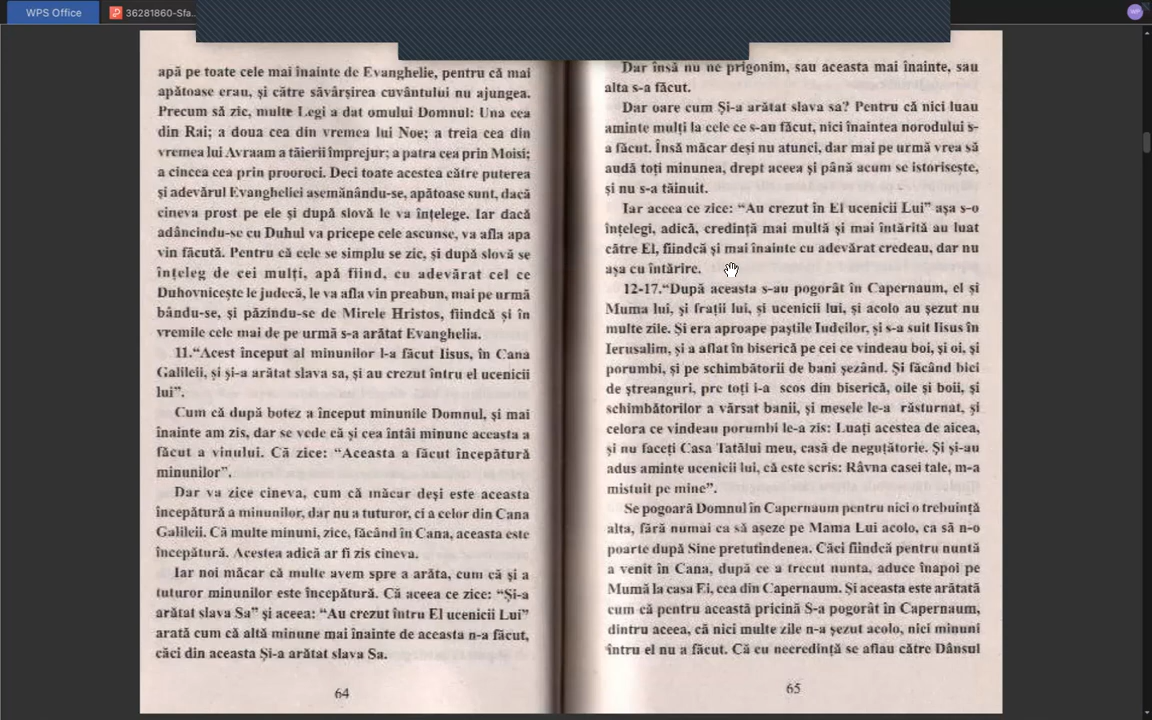 WPS Office
36281860-Sfa...
WP
apă pe toate cele mai înainte de Evanghelie, pentru că mai
apătoase erau, și către săvârșirea cuvântului nu ajungea.
Precum să zic, multe Legi a dat omului Domnul: Una cea
din Rai; a doua cea din vremea lui Noe; a treia cea din
vremea lui Avraam a tăierii împrejur; a patra cea prin Moisi;
a cincea cea prin prooroci. Deci toate acestea către puterea
și adevărul Evangheliei asemănându-se, apătoase sunt, dacă
cineva prost pe ele și după slovă le va înțelege. Iar dacă
adâncindu-se cu Duhul va pricepe cele ascunse, va afla apa
vin făcută. Pentru că cele se simplu se zic, și după slovă se
înțeleg de cei mulți, apă fiind, cu adevărat cel ce
Duhovnicește le judecă, le va afla vin preabun, mai pe urmă
bându-se, și păzindu-se de Mirele Hristos, fiindcă și în
vremile cele mai de pe urmă s-a arătat Evanghelia.
11.“Acest început al minunilor l-a făcut Iisus, în Cana
Galileii, și și-a arătat slava sa, și au crezut întru el ucenicii
lui”.
Cum că după botez a început minunile Domnul, și mai
înainte am zis, dar se vede că și cea întâi minune aceasta a
făcut a vinului. Că zice: “Aceasta a făcut începătură
minunilor”.
Dar va zice cineva, cum că măcar deși este aceasta
începătură a minunilor, dar nu a tuturor, ci a celor din Cana
Galileii. Că multe minuni, zice, făcând în Cana, aceasta este
începătură. Acestea adică ar fi zis cineva.
Iar noi măcar că multe avem spre a arăta, cum că și a
tuturor minunilor este începătură. Că aceea ce zice: “Și-a
arătat slava Sa” și aceea: “Au crezut întru El ucenicii Lui”
arată cum că altă minune mai înainte de aceasta n-a făcut,
căci din aceasta Și-a arătat slava Sa.
64
Dar însă nu ne prigonim, sau aceasta mai înainte, sau
alta s-a făcut.
Dar oare cum Și-a arătat slava sa? Pentru că nici luau
aminte mulți la cele ce s-au făcut, nici înaintea norodului s-
a făcut. Însă măcar deși nu atunci, dar mai pe urmă vrea să
audă toți minunea, drept aceea și până acum se istorisește,
și nu s-a tăinuit.
Iar aceea ce zice: “Au crezut în El ucenicii Lui” așa s-o
înțelegi, adică, credință mai multă și mai întărită au luat
către El, fiindcă și mai înainte cu adevărat credeau, dar nu
așa cu întărire.
12-17.“După aceasta s-au pogorât în Capernaum, el și
Muma lui, și frații lui, și ucenicii lui, și acolo au șezut nu
multe zile. Și era aproape paștile Iudeilor, și s-a suit Iisus în
Ierusalim, și a aflat în biserică pe cei ce vindeau boi, și oi, și
porumbi, și pe schimbătorii de bani șezând. Și făcând bici
de ștreanguri, pre toți i-a scos din biserică, oile și boii, și
schimbătorilor a vărsat banii, și mesele le-a răsturnat, și
celora ce vindeau porumbi le-a zis: Luați acestea de aicea,
și nu faceți Casa Tatălui meu, casă de neguțătorie. Și și-au
adus aminte ucenicii lui, că este scris: Râvna casei tale, m-a
mistuit pe mine”.
Se pogoară Domnul în Capernaum pentru nici o trebuință
alta, fără numai ca să așeze pe Mama Lui acolo, ca să n-o
poarte după Sine pretutindenea. Căci fiindcă pentru nuntă
a venit în Cana, după ce a trecut nunta, aduce înapoi pe
Mumă la casa Ei, cea din Capernaum. Și aceasta este arătată
cum că pentru această pricină S-a pogorât în Capernaum,
dintru aceea, că nici multe zile n-a șezut acolo, nici minuni
întru el nu a făcut. Că cu necredință se aflau către Dânsul
65